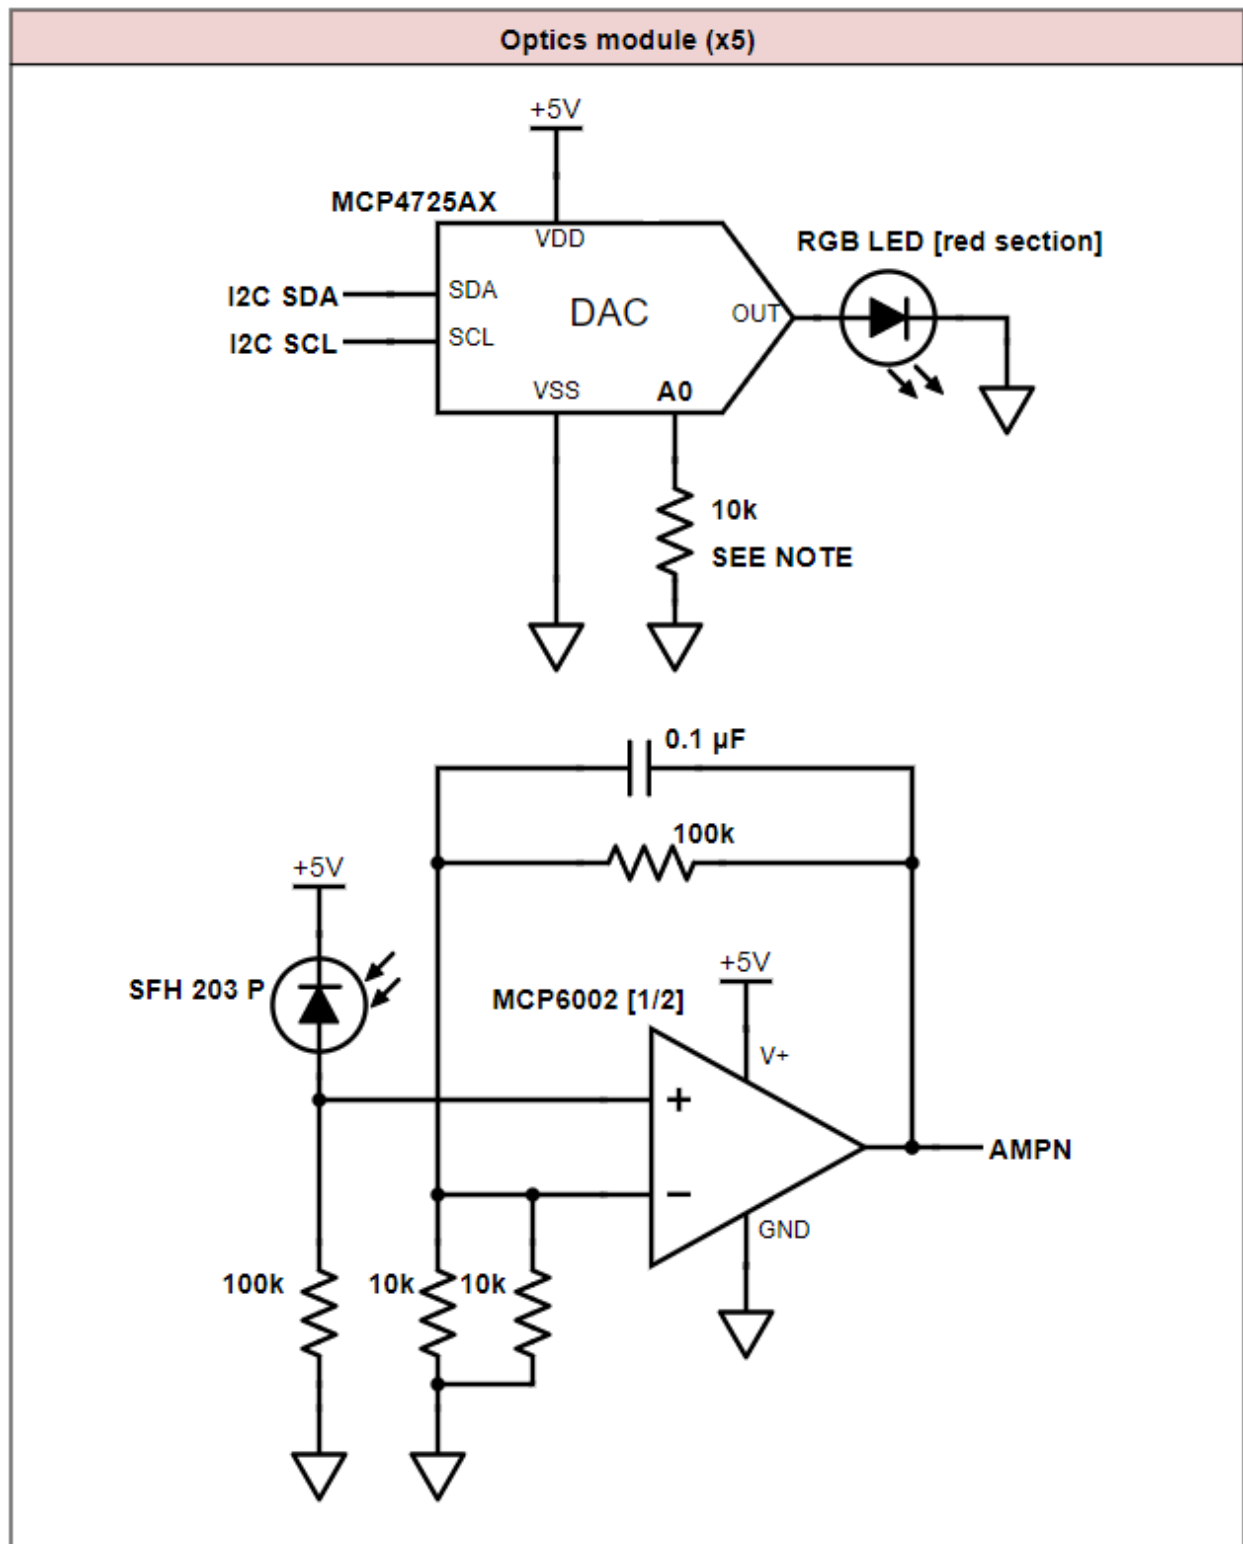 Optics module (x5)
+5V
MCP4725AX
VDD
RGB LED [red section]
I2C SDA
SDA
DAC
OUT
I2C SCL
SCL
VSS
A0
10k
SEE NOTE
0.1 µF
100k
+5V
SFH 203 P
+5V
MCP6002 [1/2]
V+
+
AMPN
−
GND
100k
10k
10k